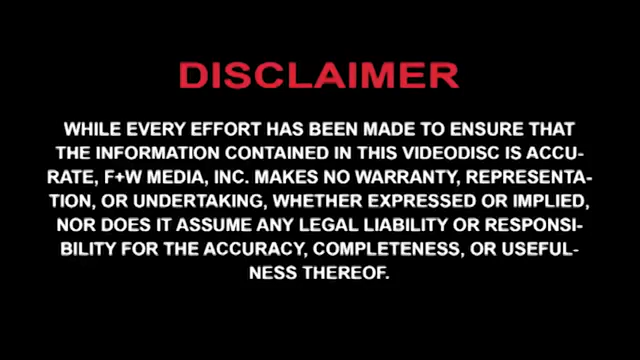 DISCLAIMER
WHILE EVERY EFFORT HAS BEEN MADE TO ENSURE THAT
THE INFORMATION CONTAINED IN THIS VIDEODISC IS ACCU-
RATE, F+W MEDIA, INC. MAKES NO WARRANTY, REPRESENTA-
TION, OR UNDERTAKING, WHETHER EXPRESSED OR IMPLIED,
NOR DOES IT ASSUME ANY LEGAL LIABILITY OR RESPONSI-
BILITY FOR THE ACCURACY, COMPLETENESS, OR USEFUL-
NESS THEREOF.